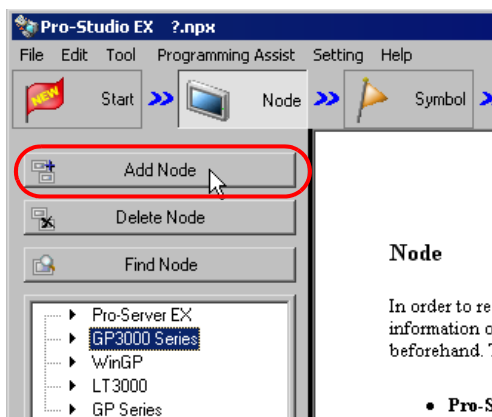 Pro-Studio EX ?.npx
File Edit Tool Programming Assist Setting Help
NEW Start Node Symbol
Add Node
Delete Node
Find Node
Pro-Server EX
GP3000 Series
WinGP
LT3000
GP Series
Node
In order to re
information o
beforehand.
• Pro-S